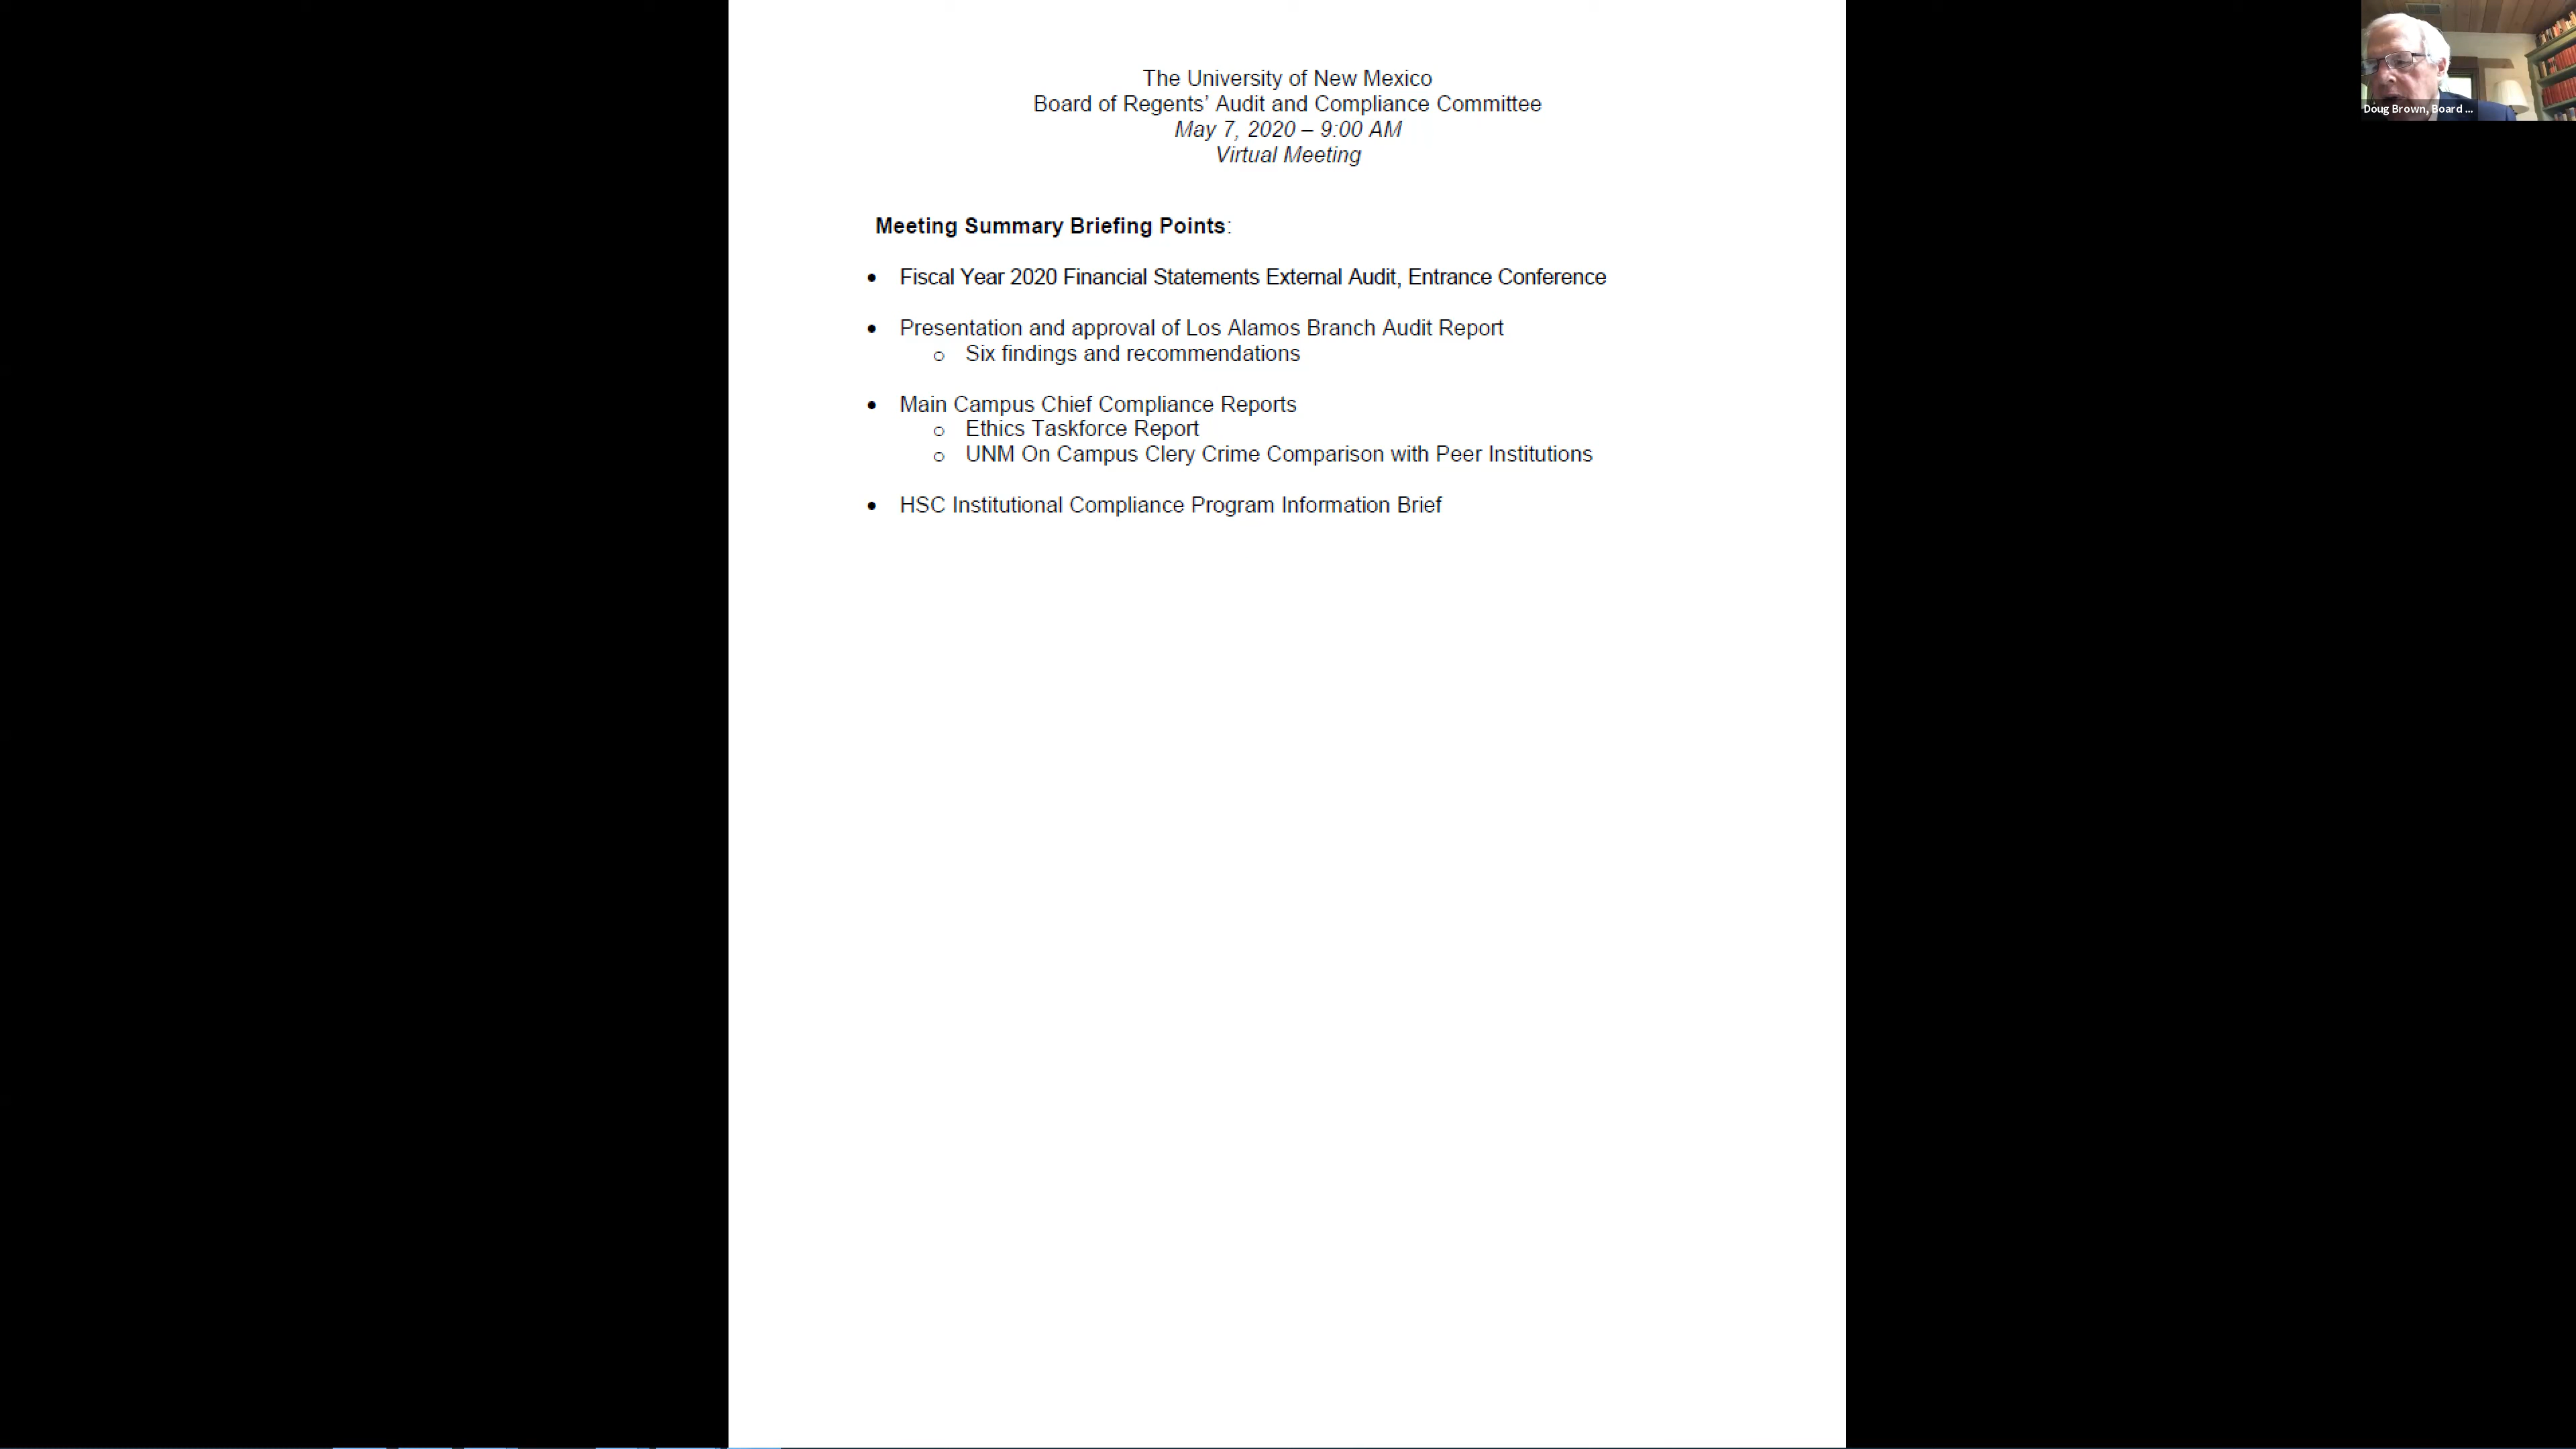 The University of New Mexico
Board of Regents’ Audit and Compliance Committee
May 7, 2020 – 9:00 AM
Virtual Meeting
Meeting Summary Briefing Points:
• Fiscal Year 2020 Financial Statements External Audit, Entrance Conference
• Presentation and approval of Los Alamos Branch Audit Report
o Six findings and recommendations
• Main Campus Chief Compliance Reports
o Ethics Taskforce Report
o UNM On Campus Clery Crime Comparison with Peer Institutions
• HSC Institutional Compliance Program Information Brief
Doug Brown, Board ...